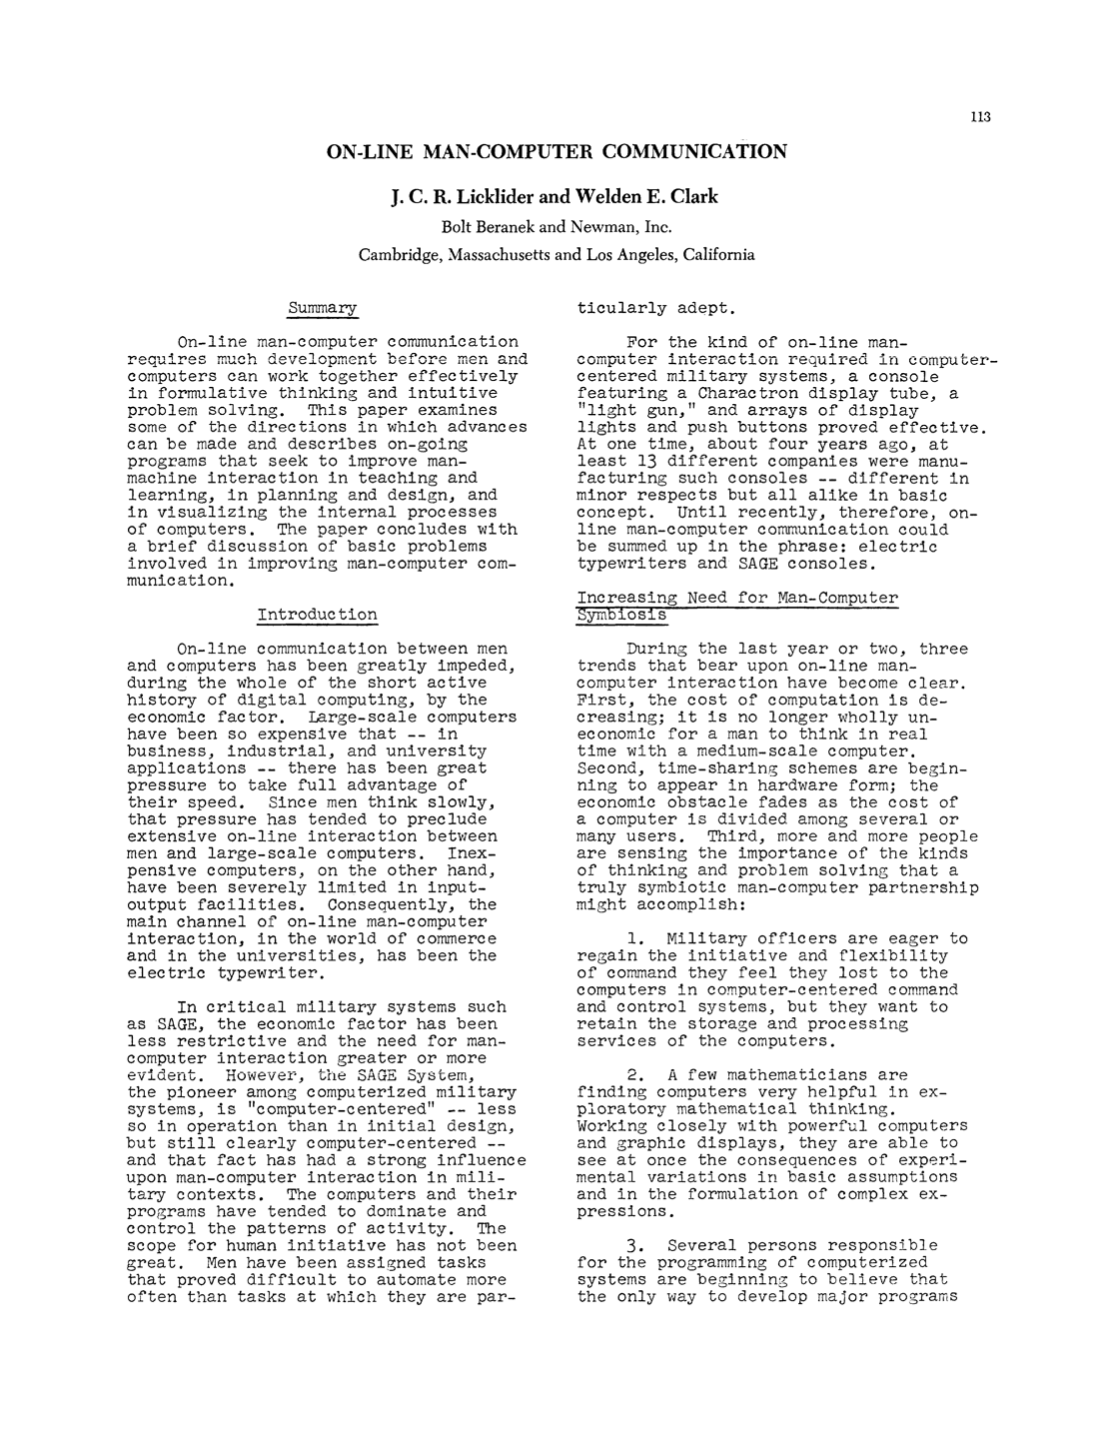 113
ON-LINE MAN-COMPUTER COMMUNICATION
J. C. R. Licklider and Welden E. Clark
Bolt Beranek and Newman, Inc.
Cambridge, Massachusetts and Los Angeles, California
Summary
On-line man-computer communication
requires much development before men and
computers can work together effectively
in formulative thinking and intuitive
problem solving. This paper examines
some of the directions in which advances
can be made and describes on-going
programs that seek to improve man-
machine interaction in teaching and
learning, in planning and design, and
in visualizing the internal processes
of computers. The paper concludes with
a brief discussion of basic problems
involved in improving man-computer com-
munication.
Introduction
On-line communication between men
and computers has been greatly impeded,
during the whole of the short active
history of digital computing, by the
economic factor. Large-scale computers
have been so expensive that -- in
business, industrial, and university
applications -- there has been great
pressure to take full advantage of
their speed. Since men think slowly,
that pressure has tended to preclude
extensive on-line interaction between
men and large-scale computers. Inex-
pensive computers, on the other hand,
have been severely limited in input-
output facilities. Consequently, the
main channel of on-line man-computer
interaction, in the world of commerce
and in the universities, has been the
electric typewriter.
In critical military systems such
as SAGE, the economic factor has been
less restrictive and the need for man-
computer interaction greater or more
evident. However, the SAGE System,
the pioneer among computerized military
systems, is "computer-centered" -- less
so in operation than in initial design,
but still clearly computer-centered --
and that fact has had a strong influence
upon man-computer interaction in mili-
tary contexts. The computers and their
programs have tended to dominate and
control the patterns of activity. The
scope for human initiative has not been
great. Men have been assigned tasks
that proved difficult to automate more
often than tasks at which they are par-
ticularly adept.
For the kind of on-line man-
computer interaction required in computer-
centered military systems, a console
featuring a Charactron display tube, a
"light gun," and arrays of display
lights and push buttons proved effective.
At one time, about four years ago, at
least 13 different companies were manu-
facturing such consoles -- different in
minor respects but all alike in basic
concept. Until recently, therefore, on-
line man-computer communication could
be summed up in the phrase: electric
typewriters and SAGE consoles.
Increasing Need for Man-Computer
Symbiosis
During the last year or two, three
trends that bear upon on-line man-
computer interaction have become clear.
First, the cost of computation is de-
creasing; it is no longer wholly un-
economic for a man to think in real
time with a medium-scale computer.
Second, time-sharing schemes are begin-
ning to appear in hardware form; the
economic obstacle fades as the cost of
a computer is divided among several or
many users. Third, more and more people
are sensing the importance of the kinds
of thinking and problem solving that a
truly symbiotic man-computer partnership
might accomplish:
1. Military officers are eager to
regain the initiative and flexibility
of command they feel they lost to the
computers in computer-centered command
and control systems, but they want to
retain the storage and processing
services of the computers.
2. A few mathematicians are
finding computers very helpful in ex-
ploratory mathematical thinking.
Working closely with powerful computers
and graphic displays, they are able to
see at once the consequences of experi-
mental variations in basic assumptions
and in the formulation of complex ex-
pressions.
3. Several persons responsible
for the programming of computerized
systems are beginning to believe that
the only way to develop major programs